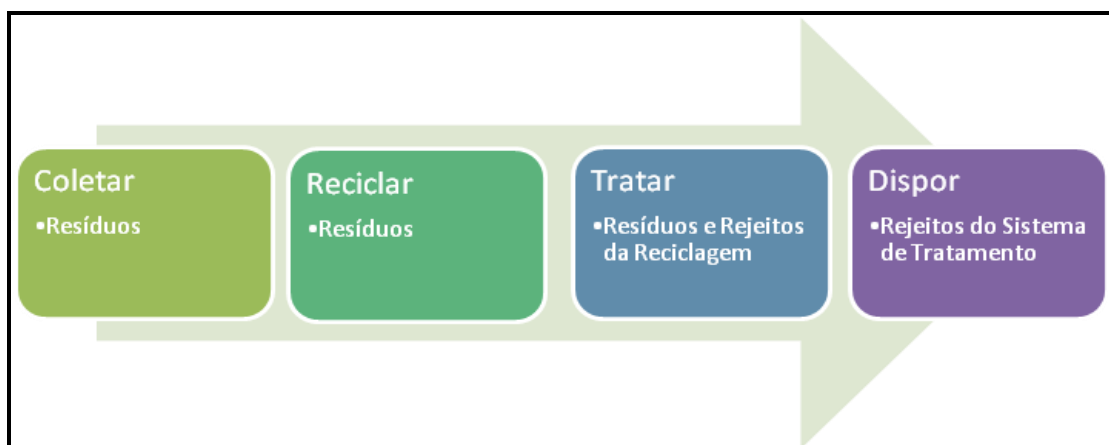 Coletar
•Resíduos
Reciclar
•Resíduos
Tratar
•Resíduos e Rejeitos
da Reciclagem
Dispor
•Rejeitos do Sistema
de Tratamento